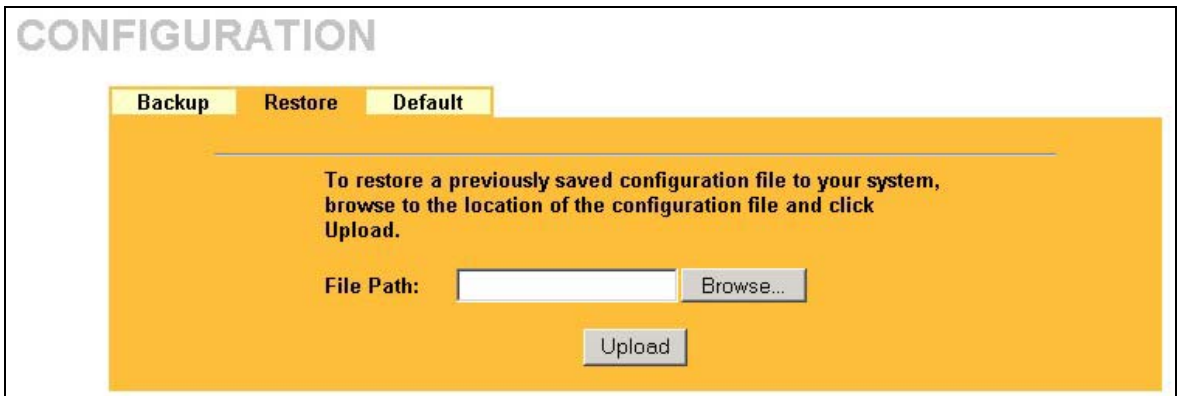 CONFIGURATION
Backup Restore Default
To restore a previously saved configuration file to your system,
browse to the location of the configuration file and click
Upload.
File Path: Browse...
Upload